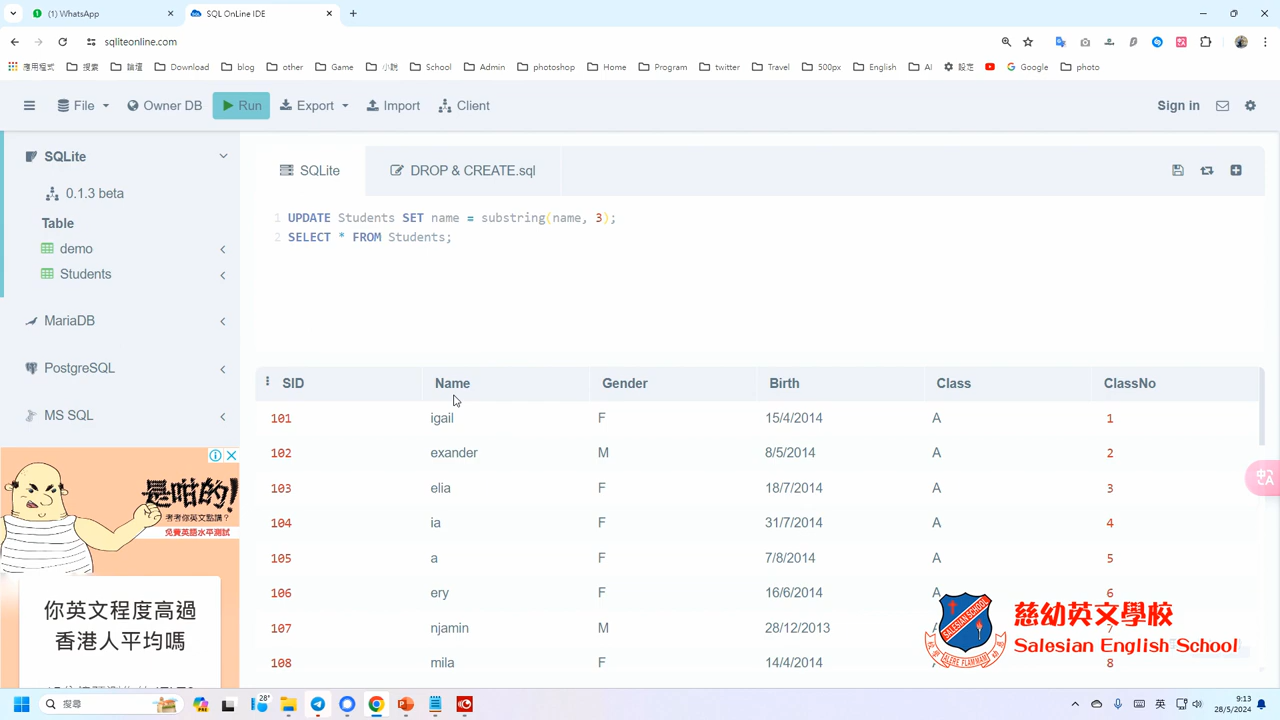 (1) WhatsApp
SQL OnLine IDE
sqliteonline.com
應用程式 搜索 論壇 Download blog other Game 小說 School Admin photoshop Home Program twitter Travel 500px English AI 設定 Google photo
File Owner DB Run Export Import Client Sign in
SQLite
0.1.3 beta
Table
demo
Students
MariaDB
PostgreSQL
MS SQL
SQLite DROP & CREATE.sql
1 UPDATE Students SET name = substring(name, 3);
2 SELECT * FROM Students;
SID Name Gender Birth Class ClassNo
101 igail F 15/4/2014 A 1
102 exander M 8/5/2014 A 2
103 elia F 18/7/2014 A 3
104 ia F 31/7/2014 A 4
105 a F 7/8/2014 A 5
106 ery F 16/6/2014 6
107 njamin M 28/12/2013 7
108 mila F 14/4/2014 8
是咁的!
考考你英文點講?
免費英語水平測試
你英文程度高過
香港人平均嗎
慈幼英文學校
Salesian English School
SALESIAN SCHOOL
搜尋
28°
英
9:13
28/5/2024